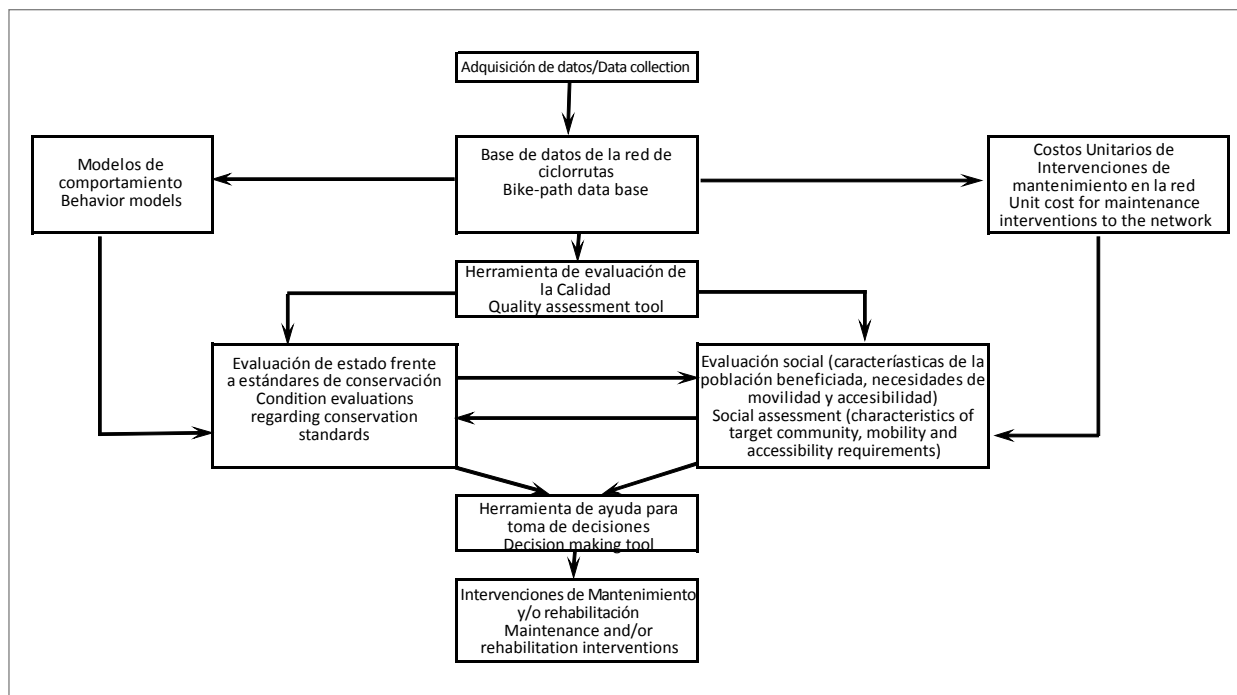 Adquisición de datos/Data collection
Modelos de
comportamiento
Behavior models
Base de datos de la red de
ciclorrutas
Bike-path data base
Costos Unitarios de
Intervenciones de
mantenimiento en la red
Unit cost for maintenance
interventions to the network
Herramienta de evaluación de
la Calidad
Quality assessment tool
Evaluación de estado frente
a estándares de conservación
Condition evaluations
regarding conservation
standards
Evaluación social (caracteríasticas de la
población beneficiada, necesidades de
movilidad y accesibilidad)
Social assessment (characteristics of
target community, mobility and
accessibility requirements)
Herramienta de ayuda para
toma de decisiones
Decision making tool
Intervenciones de Mantenimiento
y/o rehabilitación
Maintenance and/or
rehabilitation interventions